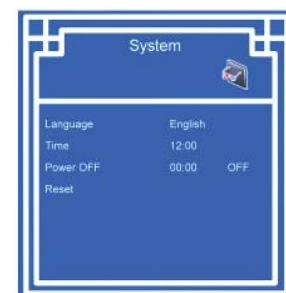 System
Language English
Time 12:00
Power OFF 00:00 OFF
Reset